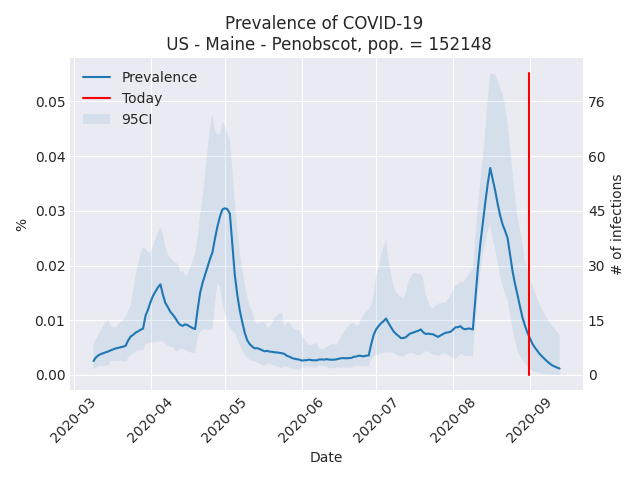 Prevalence of COVID-19
US - Maine - Penobscot, pop. = 152148
Prevalence
Today
95CI
0.05
0.04
0.03
0.02
0.01
0.00
%
76
60
45
30
15
0
# of infections
2020-03
2020-04
2020-05
2020-06
2020-07
2020-08
2020-09
Date